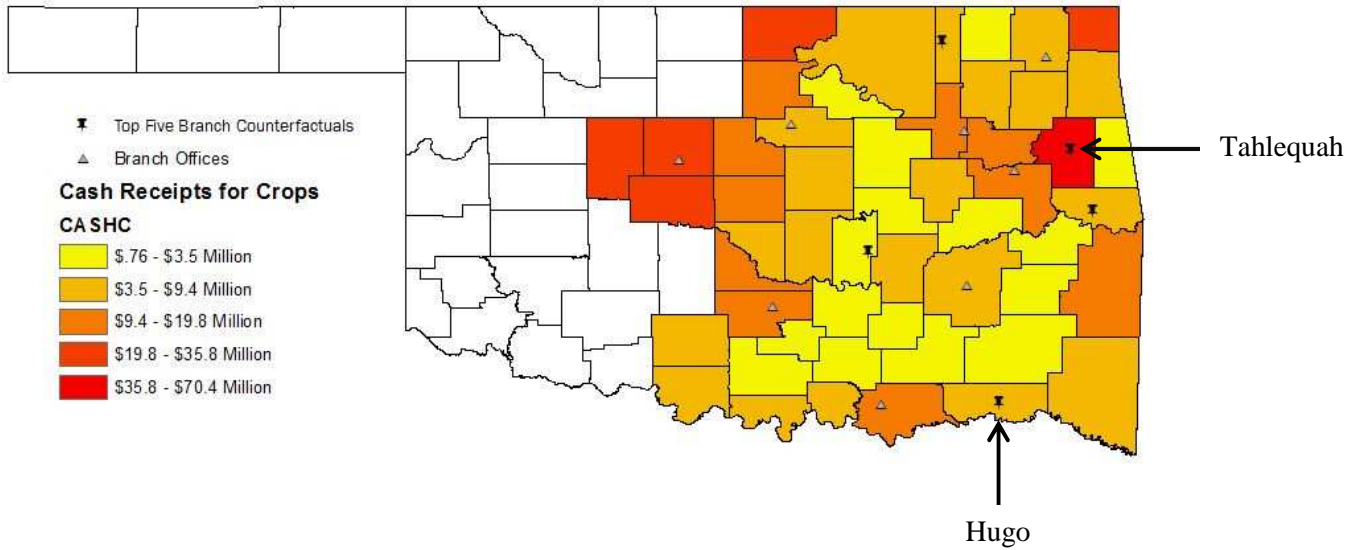 Top Five Branch Counterfactuals
Branch Offices
Cash Receipts for Crops
CASHC
$.76 - $3.5 Million
$3.5 - $9.4 Million
$9.4 - $19.8 Million
$19.8 - $35.8 Million
$35.8 - $70.4 Million
Tahlequah
Hugo